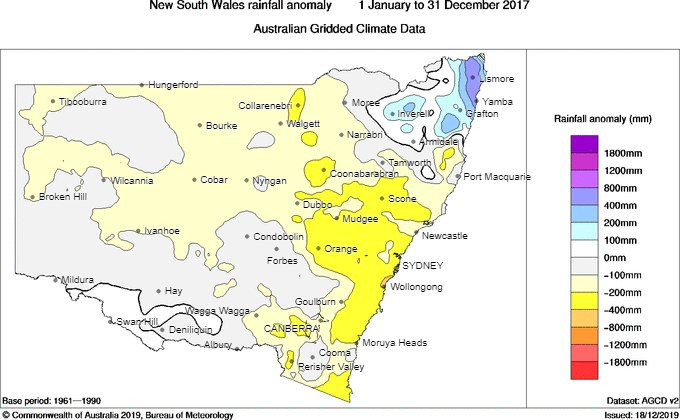 New South Wales rainfall anomaly 1 January to 31 December 2017
Australian Gridded Climate Data
Lismore
Hungerford
Tibooburra
Collarenebri
Moree
Yamba
Inverell
Grafton
Bourke
Walgett
Narrabri
Armidale
Rainfall anomaly (mm)
1800mm
1200mm
800mm
400mm
200mm
100mm
0mm
-100mm
-200mm
-400mm
-800mm
-1200mm
-1800mm
Tamworth
Coonabarabran
Port Macquarie
Wilcannia
Cobar
Nyngan
Broken Hill
Scone
Dubbo
Mudgee
Ivanhoe
Condobolin
Newcastle
Orange
Forbes
SYDNEY
Mildura
Wollongong
Hay
Goulburn
Wagga Wagga
Swan Hill
Deniliquin
CANBERRA
Albury
Moruya Heads
Cooma
Perisher Valley
Base period: 1961—1990
Dataset: AGCD v2
© Commonwealth of Australia 2019, Bureau of Meteorology
Issued: 18/12/2019